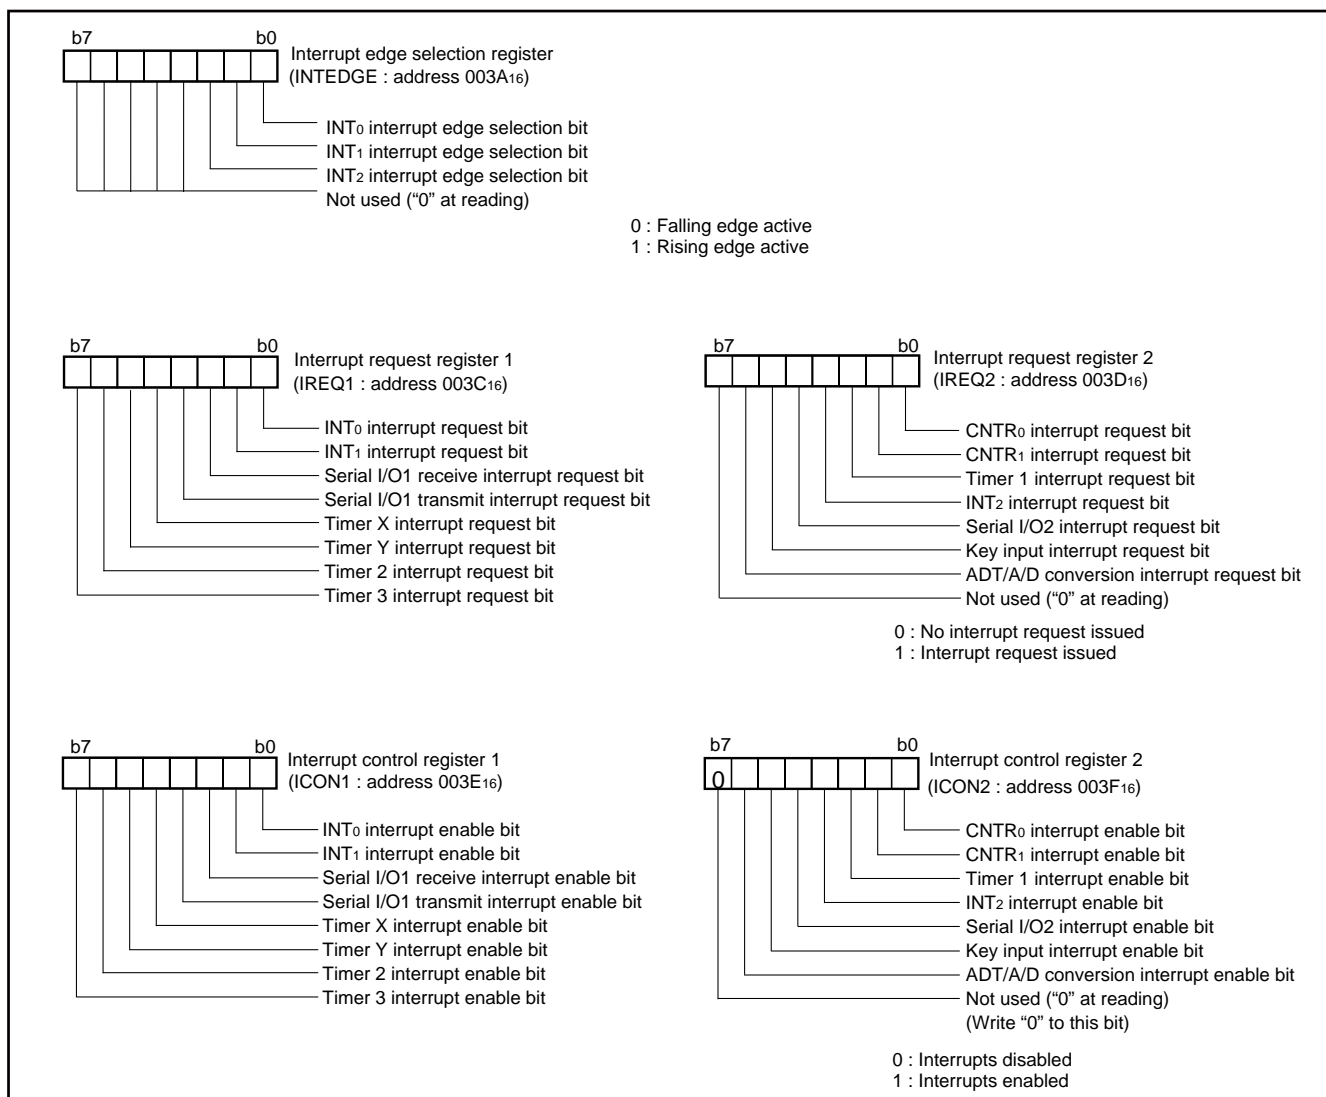 b7 b0
Interrupt edge selection register
(INTEDGE : address 003A16)
INT0 interrupt edge selection bit
INT1 interrupt edge selection bit
INT2 interrupt edge selection bit
Not used (“0” at reading)
0 : Falling edge active
1 : Rising edge active
b7 b0
Interrupt request register 1
(IREQ1 : address 003C16)
INT0 interrupt request bit
INT1 interrupt request bit
Serial I/O1 receive interrupt request bit
Serial I/O1 transmit interrupt request bit
Timer X interrupt request bit
Timer Y interrupt request bit
Timer 2 interrupt request bit
Timer 3 interrupt request bit
b7 b0
Interrupt request register 2
(IREQ2 : address 003D16)
CNTR0 interrupt request bit
CNTR1 interrupt request bit
Timer 1 interrupt request bit
INT2 interrupt request bit
Serial I/O2 interrupt request bit
Key input interrupt request bit
ADT/A/D conversion interrupt request bit
Not used (“0” at reading)
0 : No interrupt request issued
1 : Interrupt request issued
b7 b0
Interrupt control register 1
(ICON1 : address 003E16)
INT0 interrupt enable bit
INT1 interrupt enable bit
Serial I/O1 receive interrupt enable bit
Serial I/O1 transmit interrupt enable bit
Timer X interrupt enable bit
Timer Y interrupt enable bit
Timer 2 interrupt enable bit
Timer 3 interrupt enable bit
b7 b0
Interrupt control register 2
0
(ICON2 : address 003F16)
CNTR0 interrupt enable bit
CNTR1 interrupt enable bit
Timer 1 interrupt enable bit
INT2 interrupt enable bit
Serial I/O2 interrupt enable bit
Key input interrupt enable bit
ADT/A/D conversion interrupt enable bit
Not used (“0” at reading)
(Write “0” to this bit)
0 : Interrupts disabled
1 : Interrupts enabled